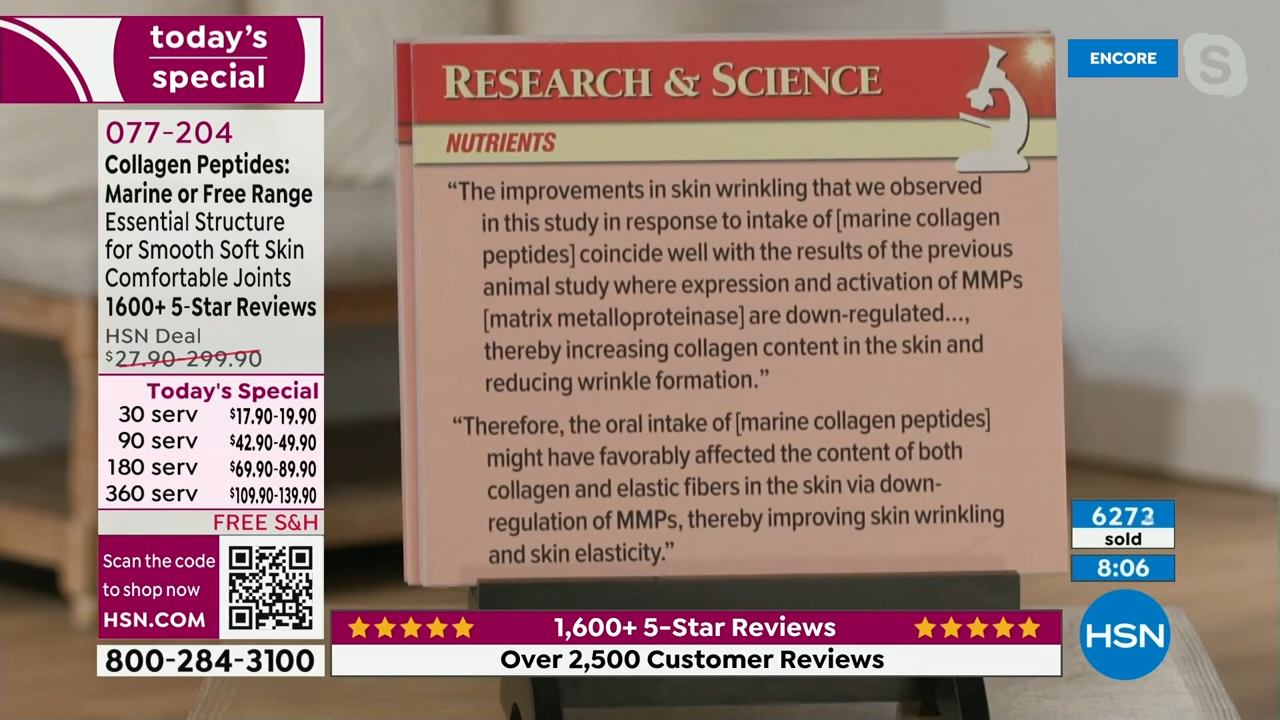 today's
special
077-204
Collagen Peptides:
Marine or Free Range
Essential Structure
for Smooth Soft Skin
Comfortable Joints
1600+ 5-Star Reviews
HSN Deal
$27.90-299.90
Today's Special
30 serv $17.90-19.90
90 serv $42.90-49.90
180 serv $69.90-89.90
360 serv $109.90-139.90
FREE S&H
Scan the code
to shop now
HSN.COM
800-284-3100
RESEARCH & SCIENCE
NUTRIENTS
“The improvements in skin wrinkling that we observed
in this study in response to intake of [marine collagen
peptides] coincide well with the results of the previous
animal study where expression and activation of MMPs
[matrix metalloproteinase] are down-regulated...,
thereby increasing collagen content in the skin and
reducing wrinkle formation.”
“Therefore, the oral intake of [marine collagen peptides]
might have favorably affected the content of both
collagen and elastic fibers in the skin via down-
regulation of MMPs, thereby improving skin wrinkling
and skin elasticity.”
1,600+ 5-Star Reviews
Over 2,500 Customer Reviews
ENCORE
S
sold
8:06
HSN